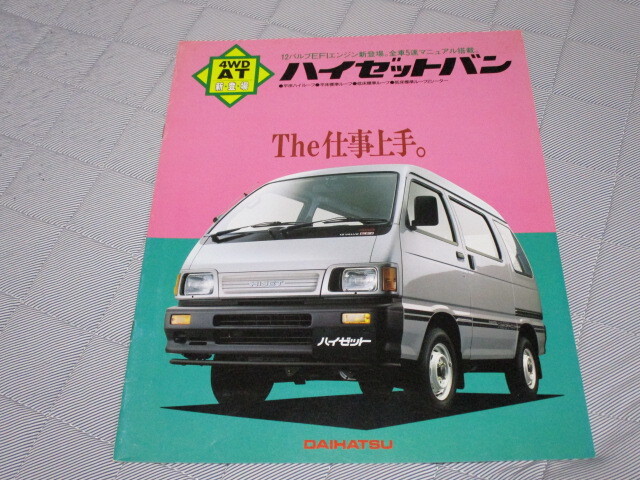 4WD
AT
新・登・場
12バルブEFIエンジン新登場。全車5速マニュアル搭載。
ハイゼットバン
The仕事上手。
HIJET
ハイゼット
DAIHATSU